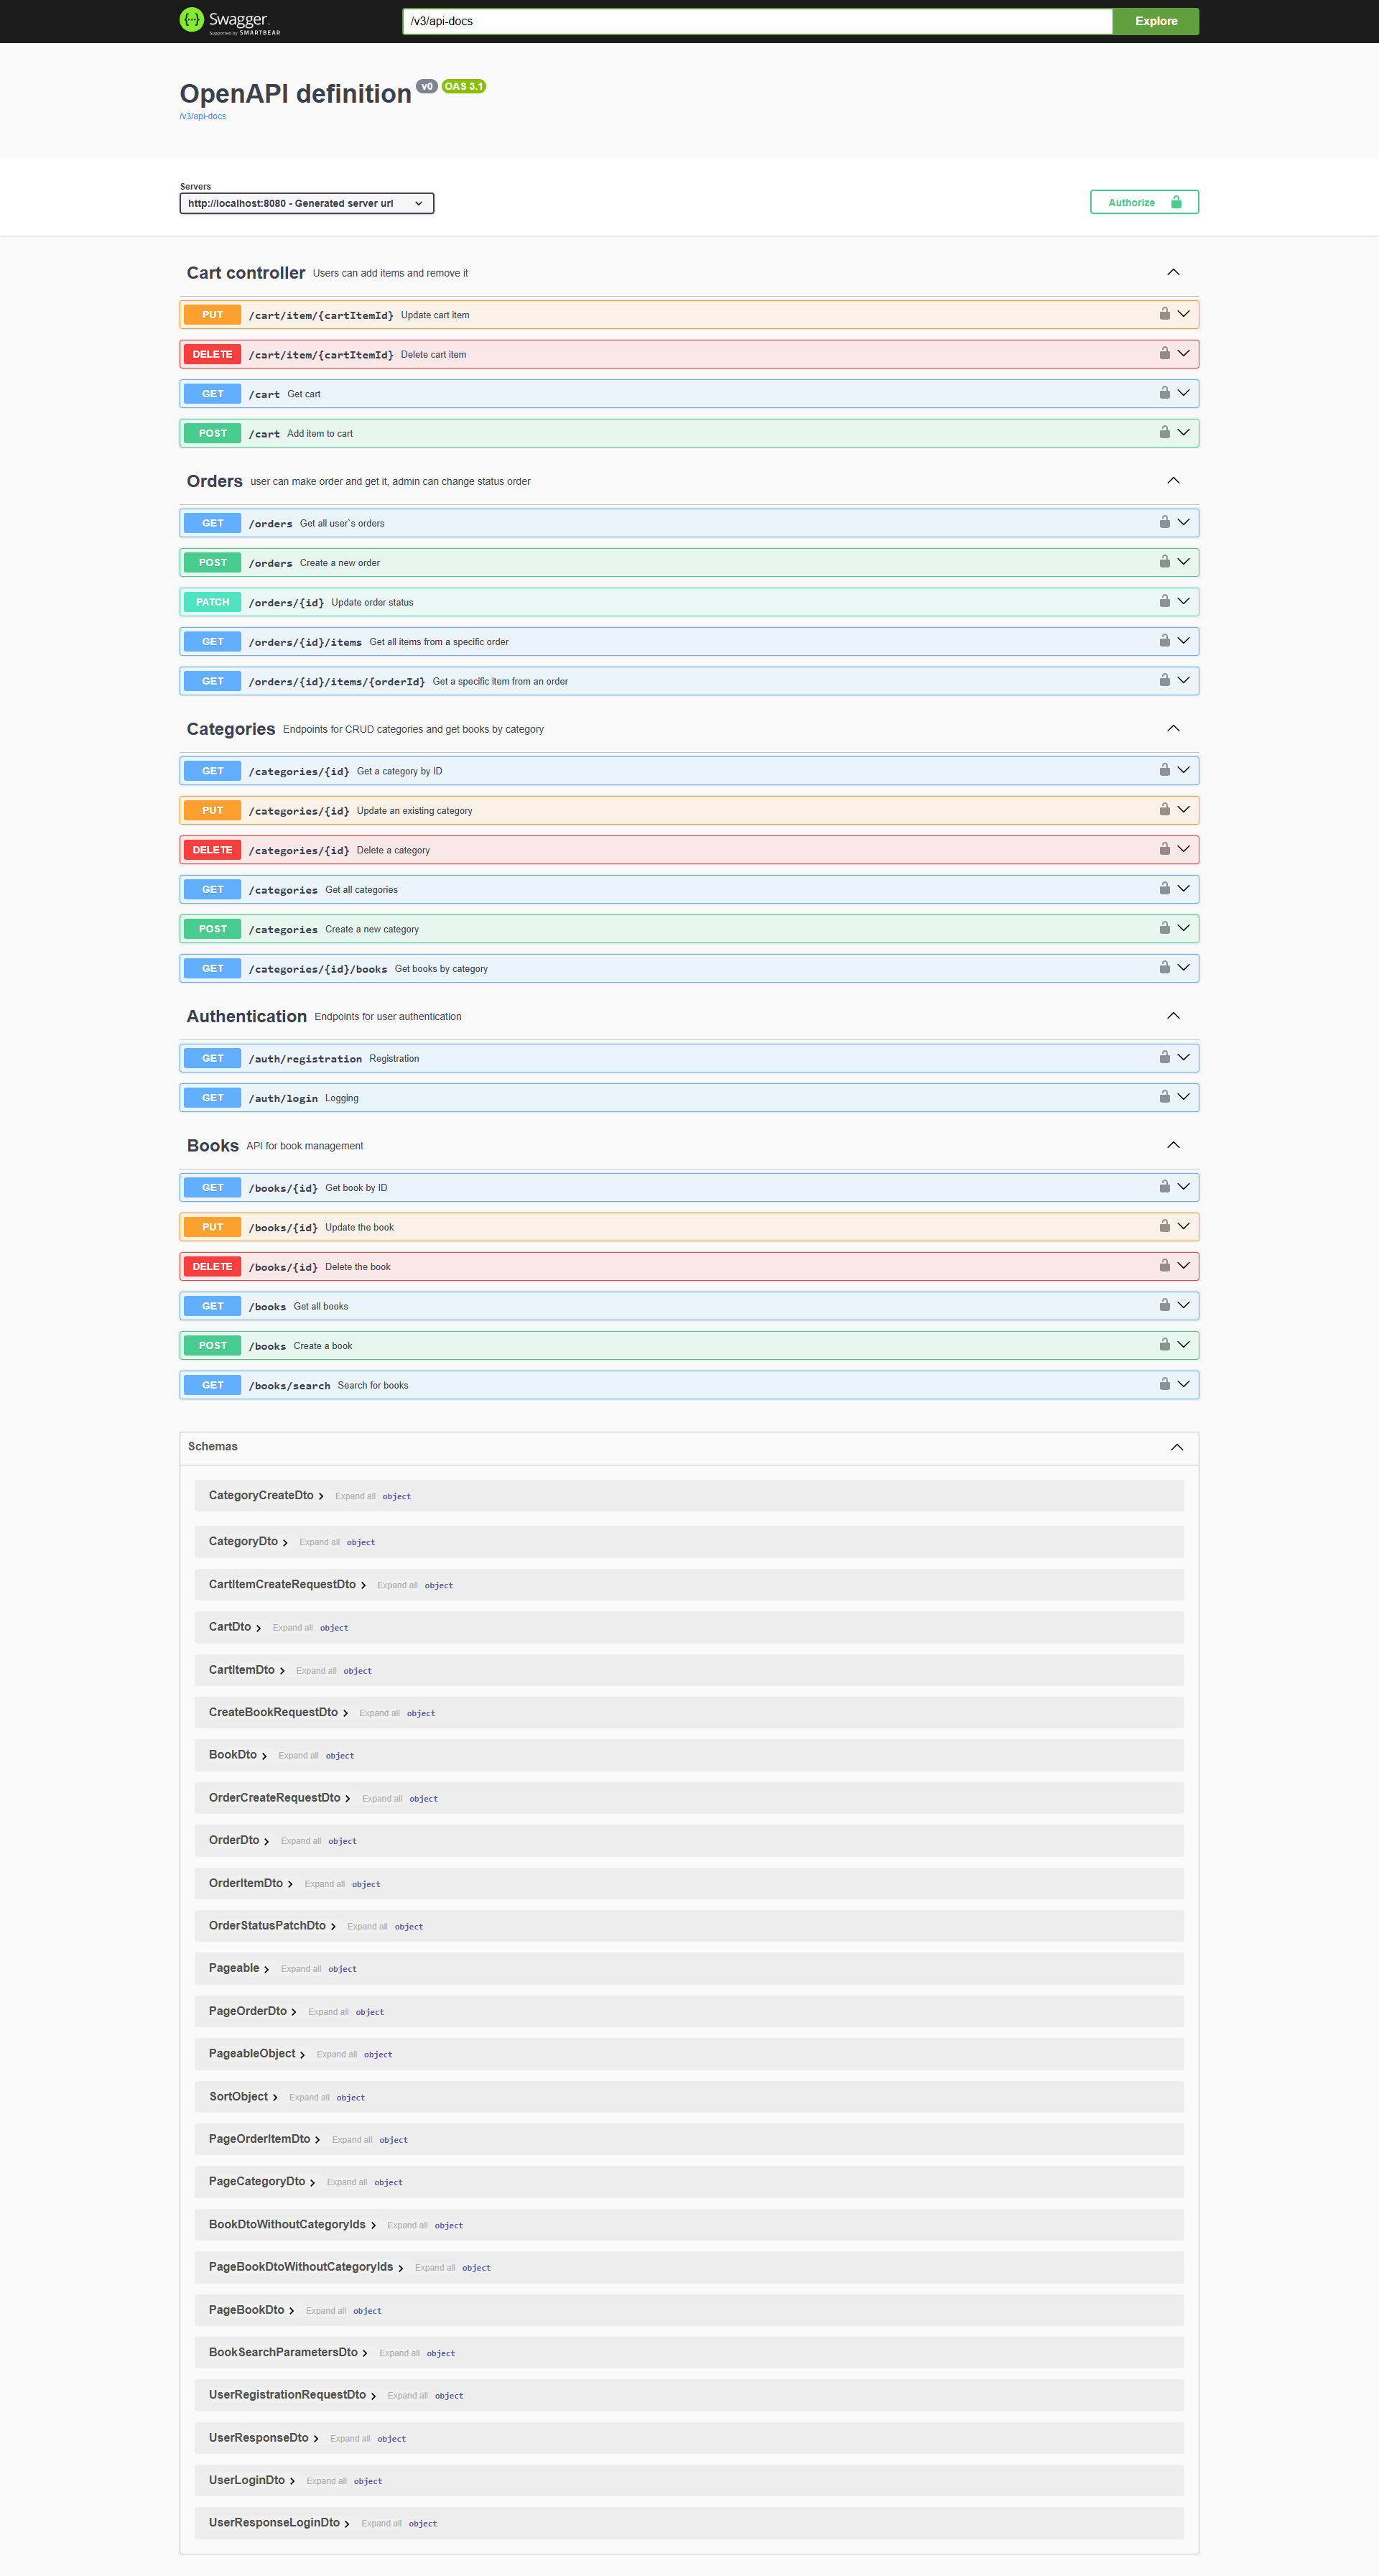 Swagger.
Supported by SMARTBEAR
/v3/api-docs
Explore
OpenAPI definition v0 OAS 3.1
/v3/api-docs
Servers
http://localhost:8080 - Generated server url
Authorize
Cart controller Users can add items and remove it
PUT /cart/item/{cartItemId} Update cart item
DELETE /cart/item/{cartItemId} Delete cart item
GET /cart Get cart
POST /cart Add item to cart
Orders user can make order and get it, admin can change status order
GET /orders Get all user`s orders
POST /orders Create a new order
PATCH /orders/{id} Update order status
GET /orders/{id}/items Get all items from a specific order
GET /orders/{id}/items/{orderId} Get a specific item from an order
Categories Endpoints for CRUD categories and get books by category
GET /categories/{id} Get a category by ID
PUT /categories/{id} Update an existing category
DELETE /categories/{id} Delete a category
GET /categories Get all categories
POST /categories Create a new category
GET /categories/{id}/books Get books by category
Authentication Endpoints for user authentication
GET /auth/registration Registration
GET /auth/login Logging
Books API for book management
GET /books/{id} Get book by ID
PUT /books/{id} Update the book
DELETE /books/{id} Delete the book
GET /books Get all books
POST /books Create a book
GET /books/search Search for books
Schemas
CategoryCreateDto Expand all object
CategoryDto Expand all object
CartItemCreateRequestDto Expand all object
CartDto Expand all object
CartItemDto Expand all object
CreateBookRequestDto Expand all object
BookDto Expand all object
OrderCreateRequestDto Expand all object
OrderDto Expand all object
OrderItemDto Expand all object
OrderStatusPatchDto Expand all object
Pageable Expand all object
PageOrderDto Expand all object
PageableObject Expand all object
SortObject Expand all object
PageOrderItemDto Expand all object
PageCategoryDto Expand all object
BookDtoWithoutCategoryIds Expand all object
PageBookDtoWithoutCategoryIds Expand all object
PageBookDto Expand all object
BookSearchParametersDto Expand all object
UserRegistrationRequestDto Expand all object
UserResponseDto Expand all object
UserLoginDto Expand all object
UserResponseLoginDto Expand all object